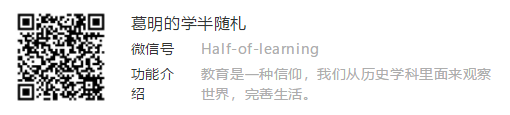 葛明的学半随札
微信号 Half-of-learning
功能介绍 教育是一种信仰，我们从历史学科里面来观察
世界，完善生活。